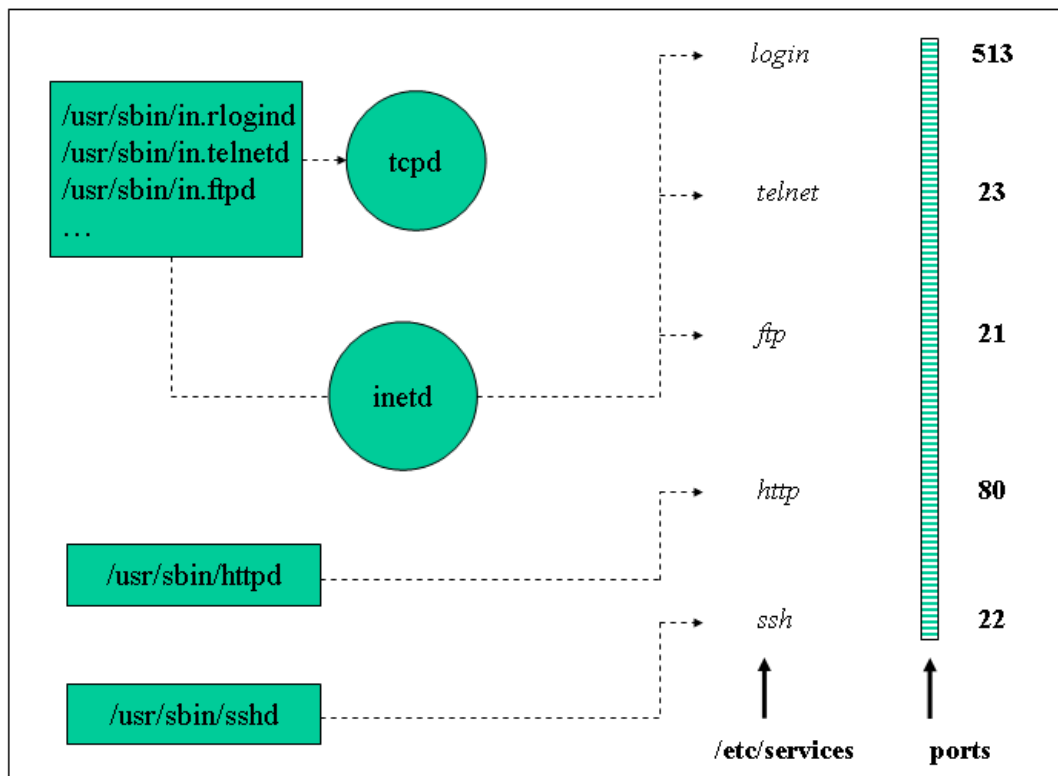 /usr/sbin/in.rlogind
/usr/sbin/in.telnetd
/usr/sbin/in.ftpd
…
tcpd
inetd
/usr/sbin/httpd
/usr/sbin/sshd
login
telnet
ftp
http
ssh
/etc/services
513
23
21
80
22
ports